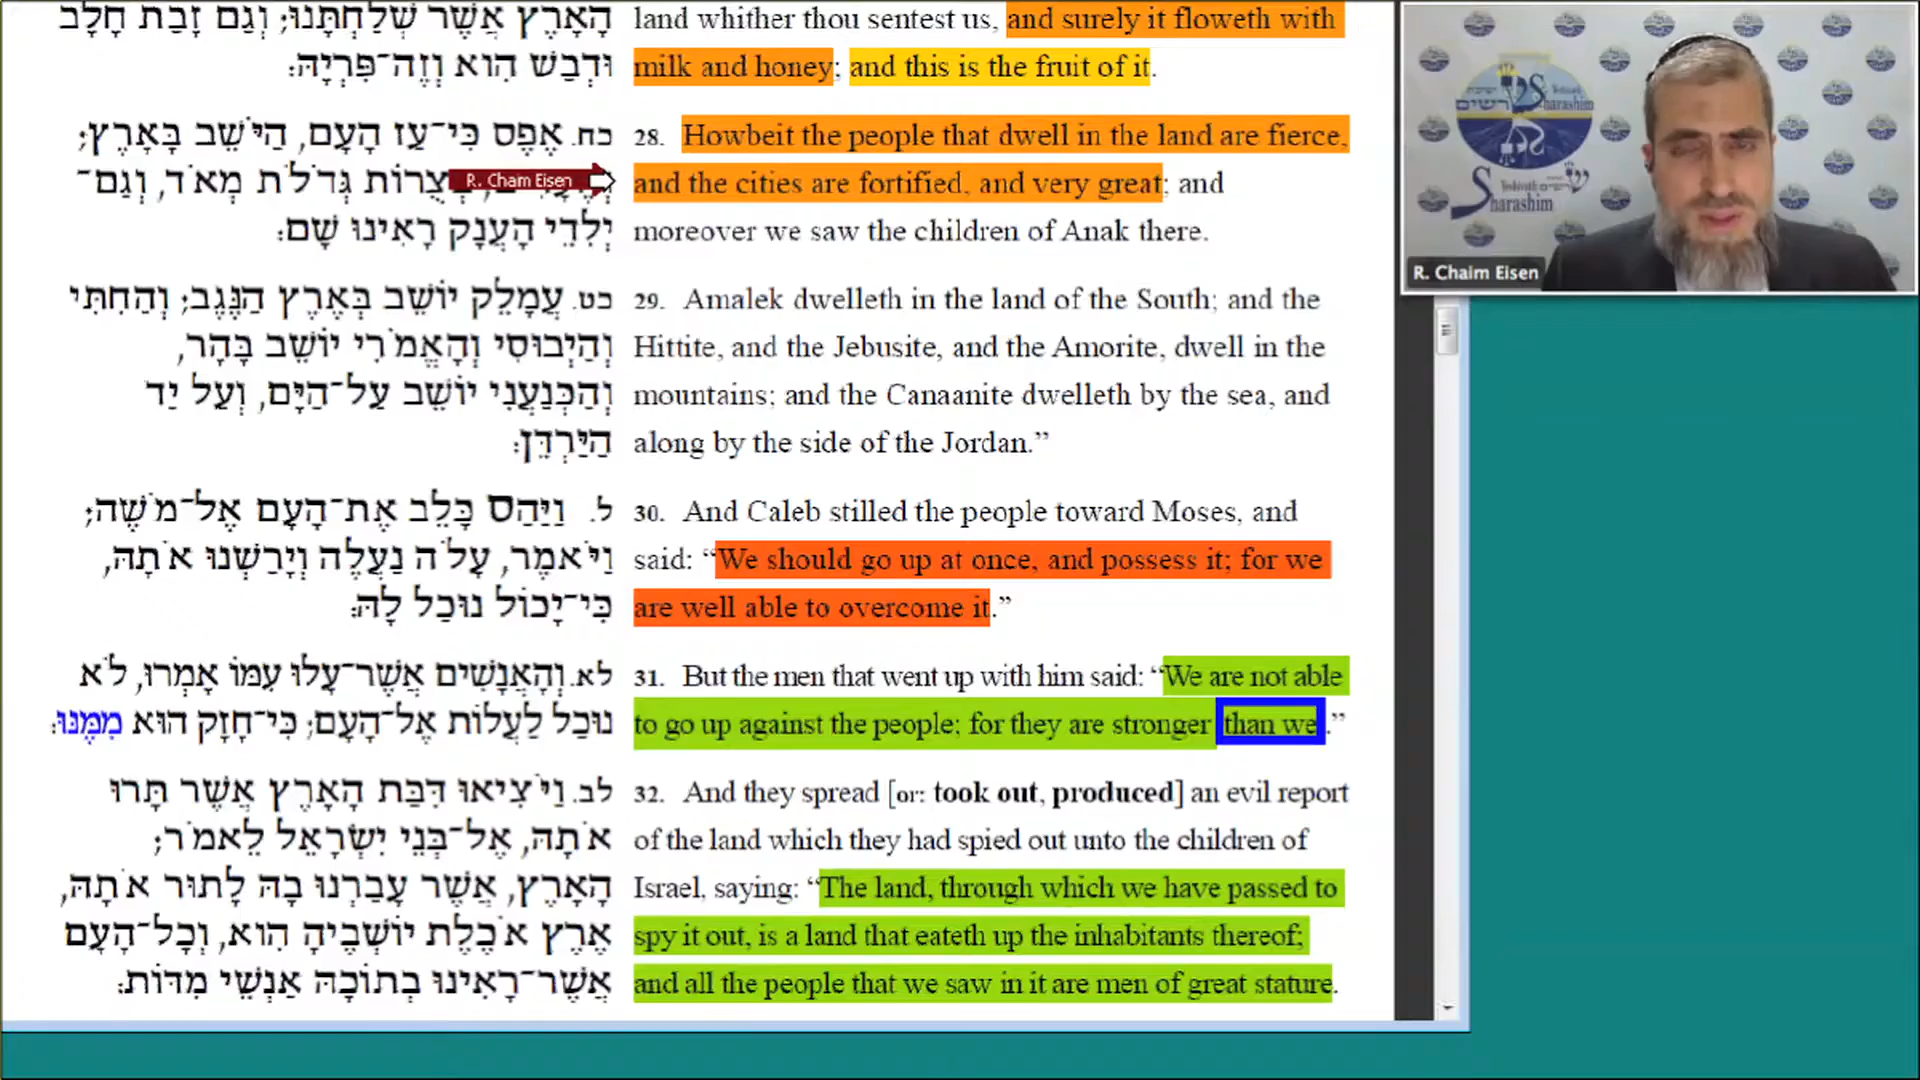 הָאָרֶץ אֲשֶׁר שְׁלַחְתָּנוּ; וְגַם זָבַת חָלָב
וּדְבַשׁ הִוא וְזֶה־פִּרְיָהּ:
כח. אֶפֶס כִּי־עַז הָעָם, הַיֹּשֵׁב בָּאָרֶץ;
גְּדֹלֹת מְאֹד, וְגַם־
יְלִדֵי הָעֲנָק רָאִינוּ שָׁם:
כט. עֲמָלֵק יוֹשֵׁב בְּאֶרֶץ הַנֶּגֶב; וְהַחִתִּי
וְהַיְבוּסִי וְהָאֱמֹרִי יוֹשֵׁב בָּהָר,
וְהַכְּנַעֲנִי יוֹשֵׁב עַל־הַיָּם, וְעַל יַד
הַיַּרְדֵּן:
ל. וַיַּהַס כָּלֵב אֶת־הָעָם אֶל־מֹשֶׁה;
וַיֹּאמֶר, עָלֹה נַעֲלֶה וְיָרַשְׁנוּ אֹתָהּ,
כִּי־יָכוֹל נוּכַל לָהּ:
לא. וְהָאֲנָשִׁים אֲשֶׁר־עָלוּ עִמּוֹ אָמְרוּ, לֹא
נוּכַל לַעֲלוֹת אֶל־הָעָם; כִּי־חָזָק הוּא מִמֶּנּוּ:
לב. וַיֹּצִיאוּ דִּבַּת הָאָרֶץ אֲשֶׁר תָּרוּ
אֹתָהּ, אֶל־בְּנֵי יִשְׂרָאֵל לֵאמֹר;
הָאָרֶץ, אֲשֶׁר עָבַרְנוּ בָהּ לָתוּר אֹתָהּ,
אֶרֶץ אֹכֶלֶת יוֹשְׁבֶיהָ הִוא, וְכָל־הָעָם
אֲשֶׁר־רָאִינוּ בְתוֹכָהּ אַנְשֵׁי מִדּוֹת:
R. Chaim Eisen
land whither thou sentest us, and surely it floweth with
milk and honey; and this is the fruit of it.
28. Howbeit the people that dwell in the land are fierce,
and the cities are fortified, and very great; and
moreover we saw the children of Anak there.
29. Amalek dwelleth in the land of the South; and the
Hittite, and the Jebusite, and the Amorite, dwell in the
mountains; and the Canaanite dwelleth by the sea, and
along by the side of the Jordan.”
30. And Caleb stilled the people toward Moses, and
said: “We should go up at once, and possess it; for we
are well able to overcome it.”
31. But the men that went up with him said: “We are not able
to go up against the people; for they are stronger than we.”
32. And they spread [or: took out, produced] an evil report
of the land which they had spied out unto the children of
Israel, saying: “The land, through which we have passed to
spy it out, is a land that eateth up the inhabitants thereof;
and all the people that we saw in it are men of great stature.
Yeshivath
Sharashim
שרשים
Yeshivath
Sharashim
R. Chaim Eisen